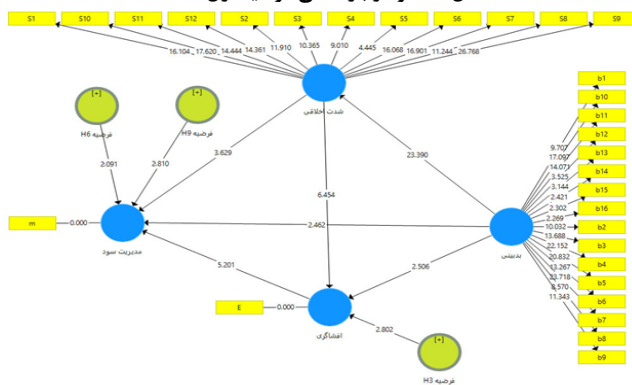 S1 S10 S11 S12 S2 S3 S4 S5 S6 S7 S8 S9
16.104 17.620 14.444 14.361 11.910 10.365 9.010 4.445 16.068 16.901 11.244 26.768
شدت اخلاقی
[+] [+]
فرضیه H6 فرضیه H9
2.091 2.810 3.629 6.454 23.390
m 0.000 مدیریت سود
2.462
بدبینی
5.201 2.506
E 0.000 افشاگری
2.802
[+]
فرضیه H3
9.707 b1
17.097 b10
14.071 b11
3.525 b12
3.144 b13
2.421 b14
2.302 b15
2.269 b16
10.032 b2
13.688 b3
22.152 b4
20.832 b5
13.267 b6
23.718 b7
8.570 b8
11.343 b9